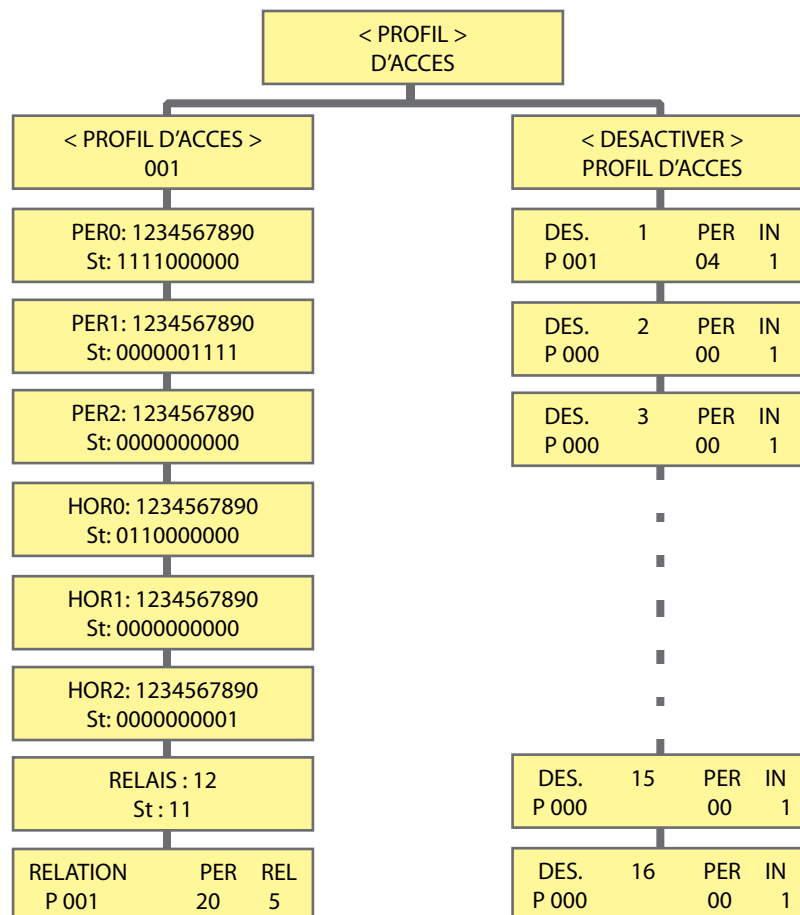 < PROFIL >
D'ACCES
< PROFIL D'ACCES >
001
PER0: 1234567890
St: 1111000000
PER1: 1234567890
St: 0000001111
PER2: 1234567890
St: 0000000000
HOR0: 1234567890
St: 0110000000
HOR1: 1234567890
St: 0000000000
HOR2: 1234567890
St: 0000000001
RELAIS : 12
St : 11
RELATION PER REL
P 001 20 5
< DESACTIVER >
PROFIL D'ACCES
DES. 1 PER IN
P 001 04 1
DES. 2 PER IN
P 000 00 1
DES. 3 PER IN
P 000 00 1
DES. 15 PER IN
P 000 00 1
DES. 16 PER IN
P 000 00 1